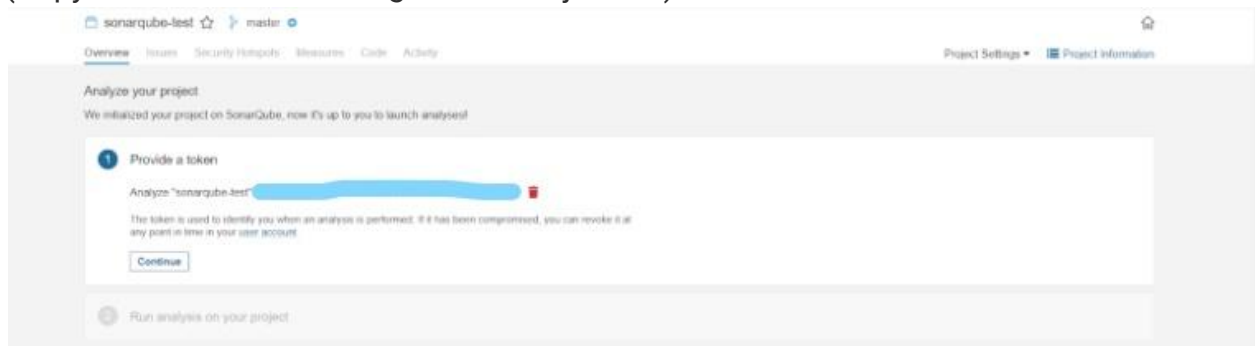 sonarqube-test master
Overview Issues Security Hotspots Measures Code Activity Project Settings Project Information
Analyze your project
We initialized your project on SonarQube, now it's up to you to launch analyses!
1 Provide a token
Analyze "sonarqube-test"
The token is used to identify you when an analysis is performed. If it has been compromised, you can revoke it at
any point in time in your user account.
Continue
2 Run analysis on your project